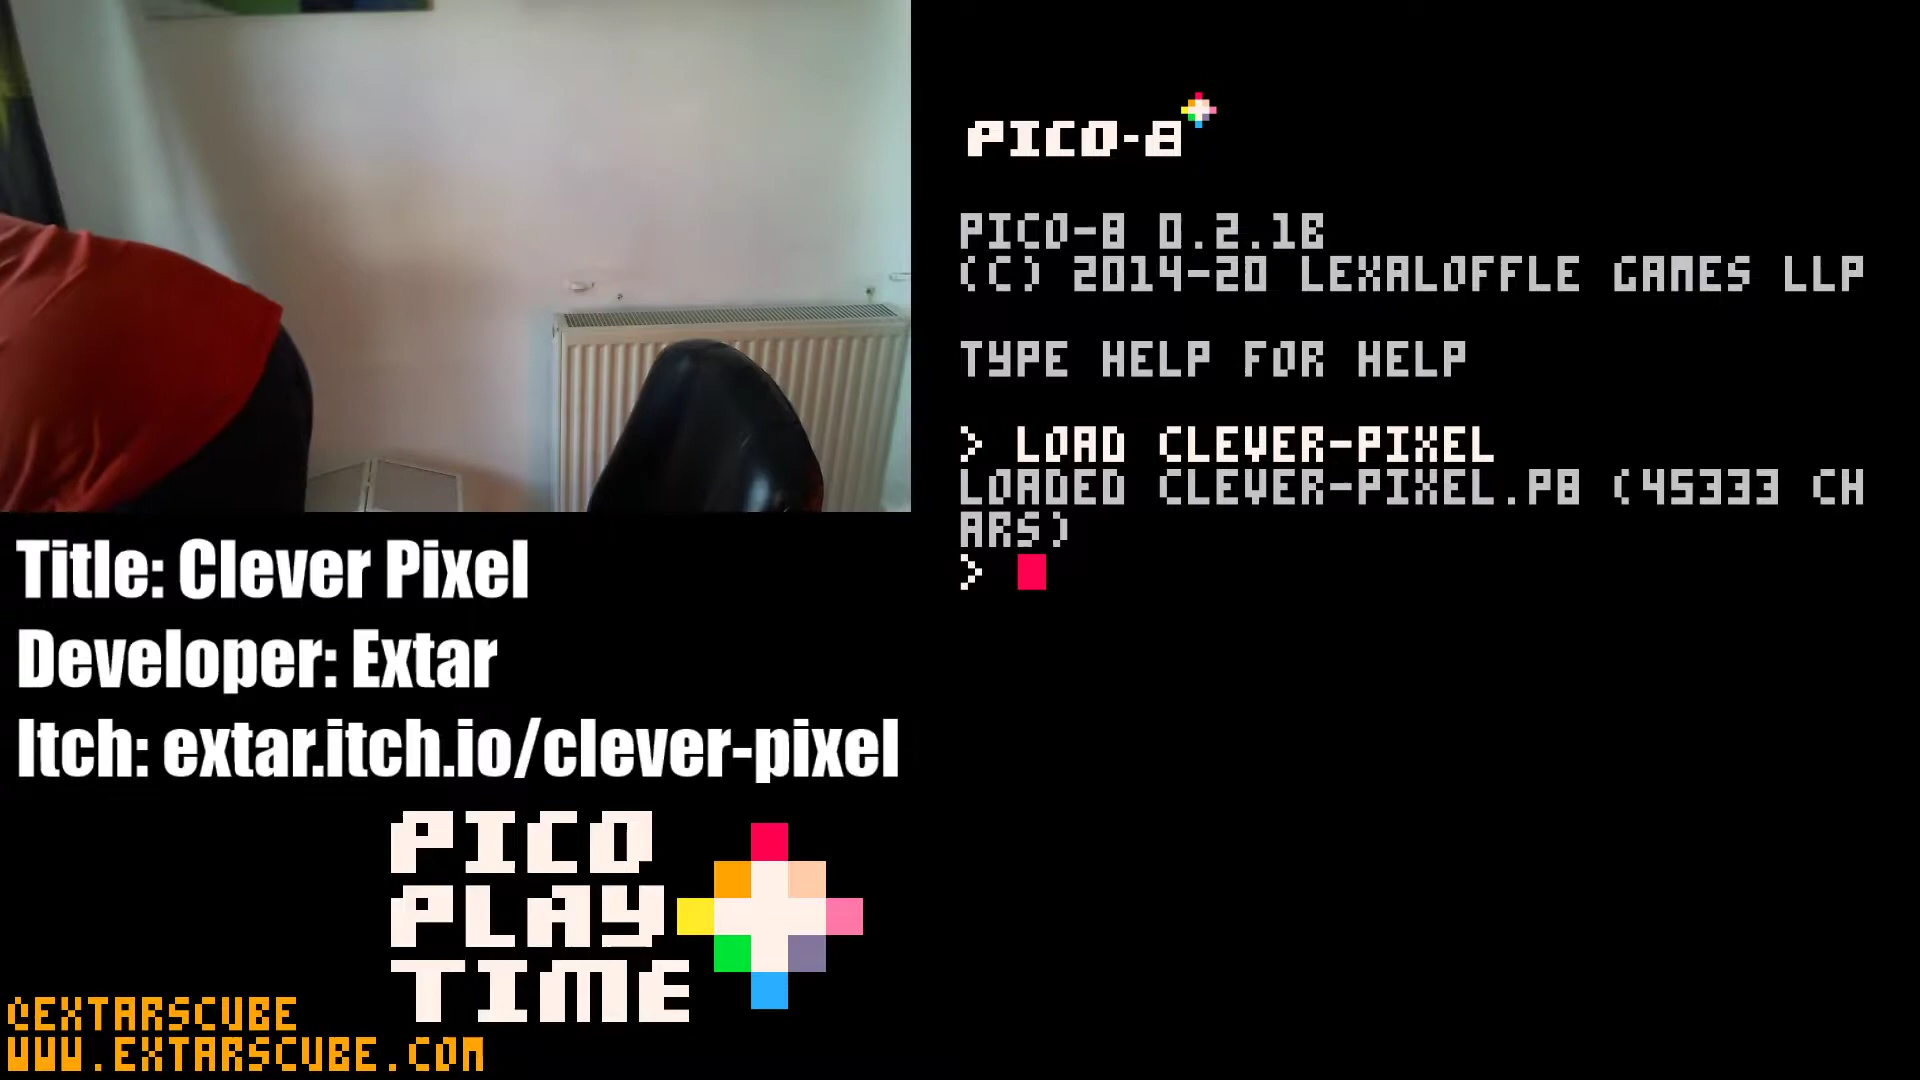 PICO-8
PICO-8 0.2.1B
(C) 2014-20 LEXALOFFLE GAMES LLP
TYPE HELP FOR HELP
> LOAD CLEVER-PIXEL
LOADED CLEVER-PIXEL.P8 (45333 CH
ARS)
>
Title: Clever Pixel
Developer: Extar
Itch: extar.itch.io/clever-pixel
PICO
PLAY
TIME
@EXTARSCUBE
WWW.EXTARSCUBE.COM